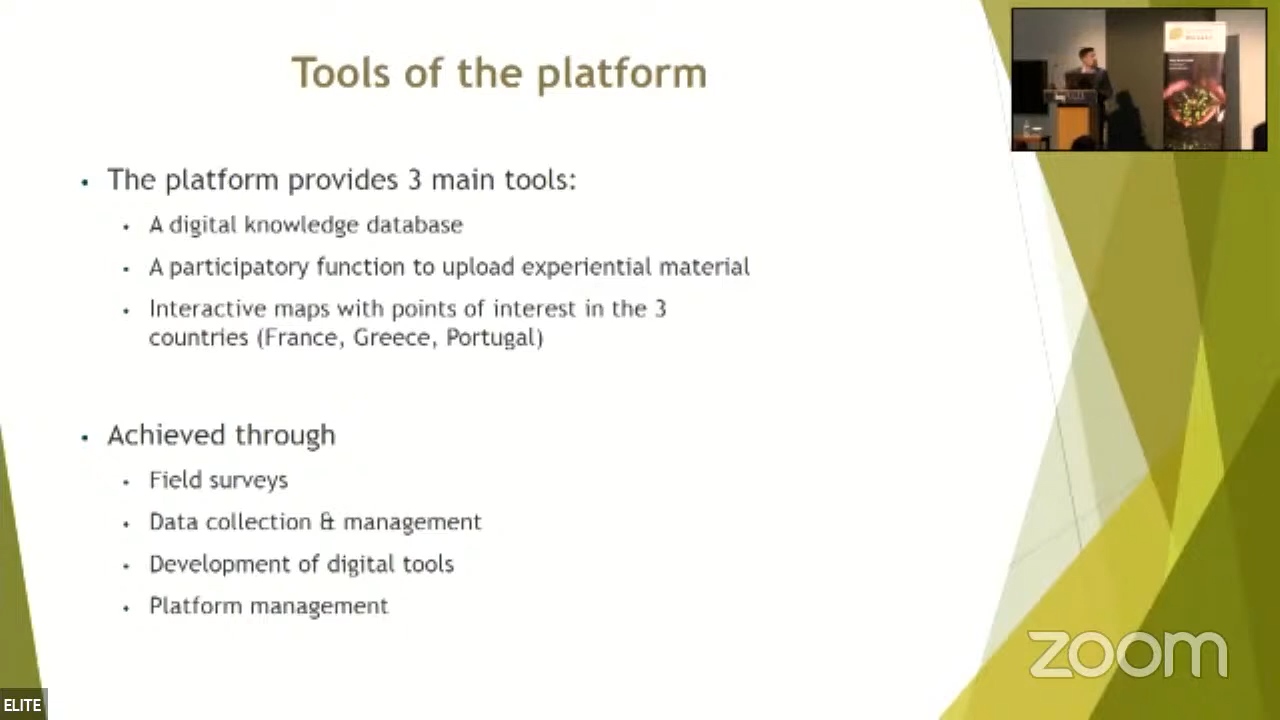 Tools of the platform
The platform provides 3 main tools:
A digital knowledge database
A participatory function to upload experiential material
Interactive maps with points of interest in the 3
countries (France, Greece, Portugal)
Achieved through
Field surveys
Data collection & management
Development of digital tools
Platform management
zoom
ELITE